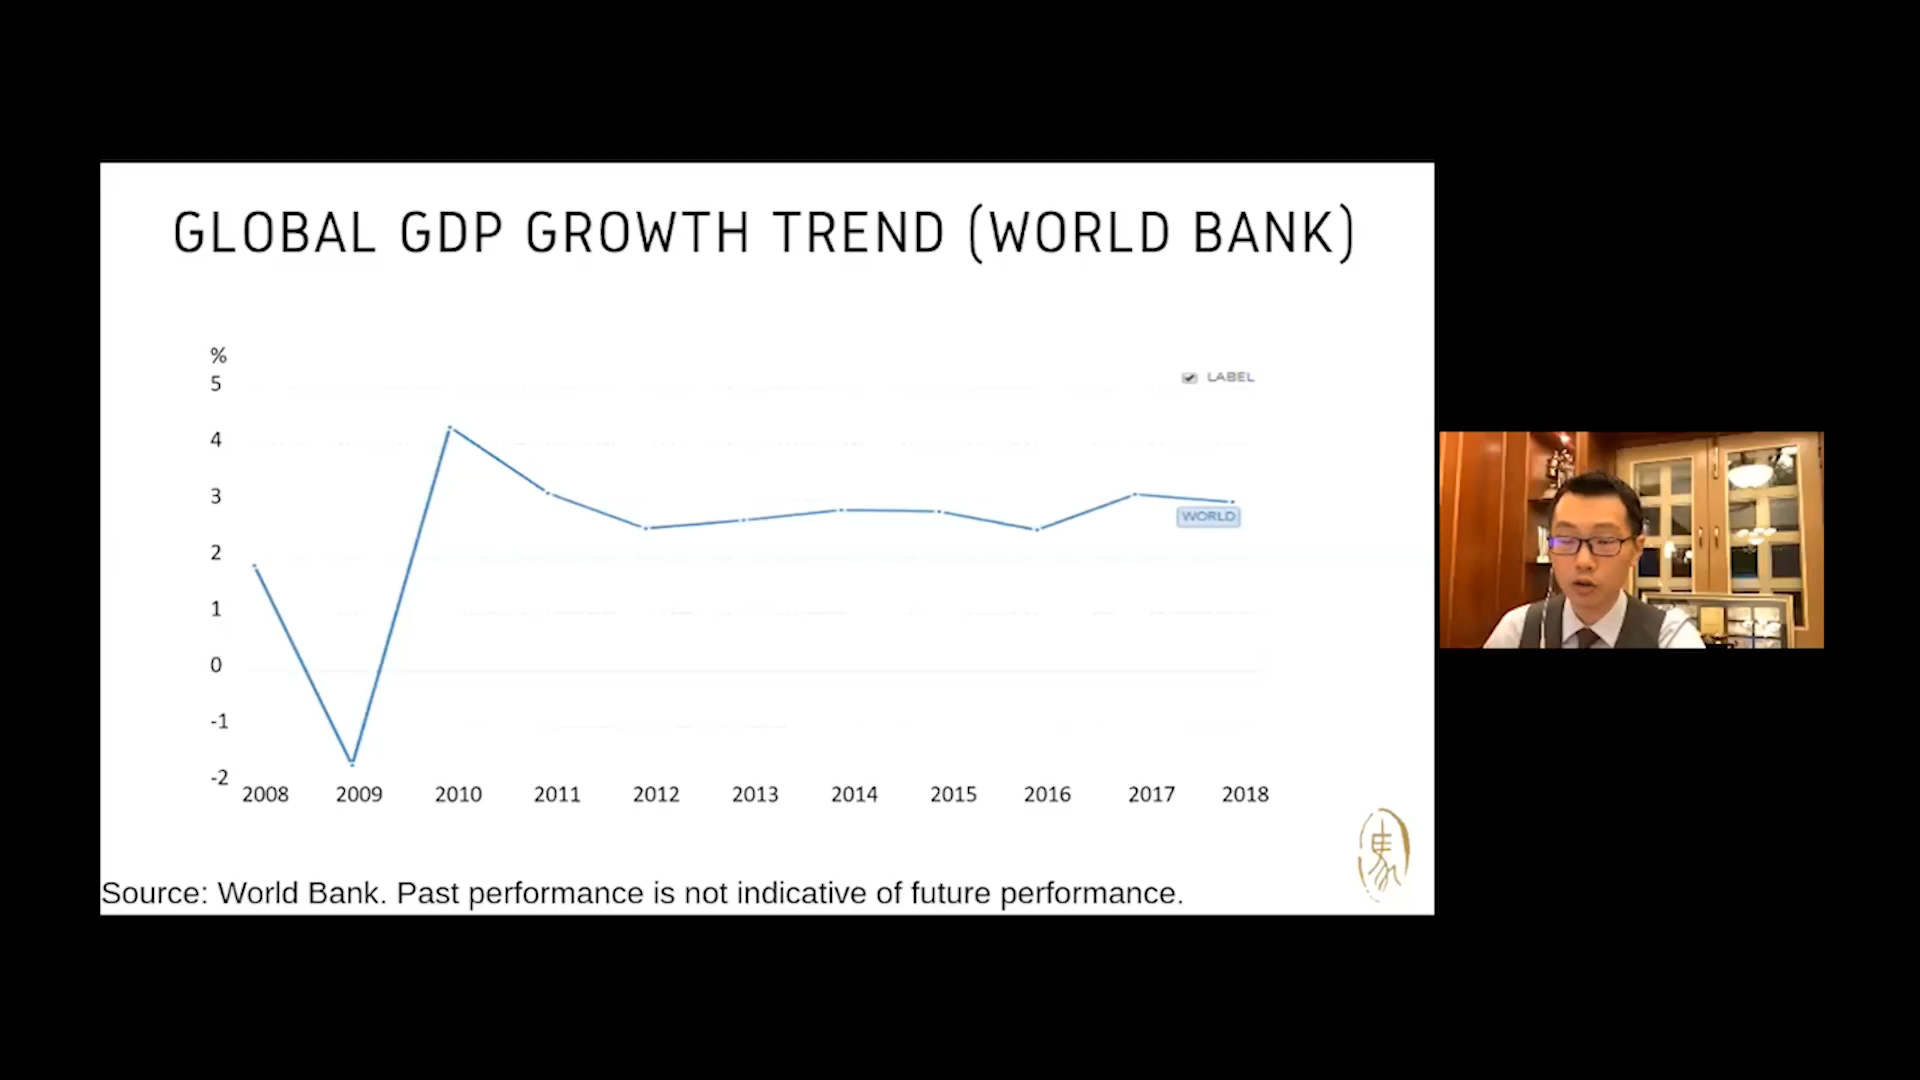 GLOBAL GDP GROWTH TREND (WORLD BANK)
%
5
4
3
2
1
0
-1
-2
LABEL
WORLD
2008 2009 2010 2011 2012 2013 2014 2015 2016 2017 2018
Source: World Bank. Past performance is not indicative of future performance.